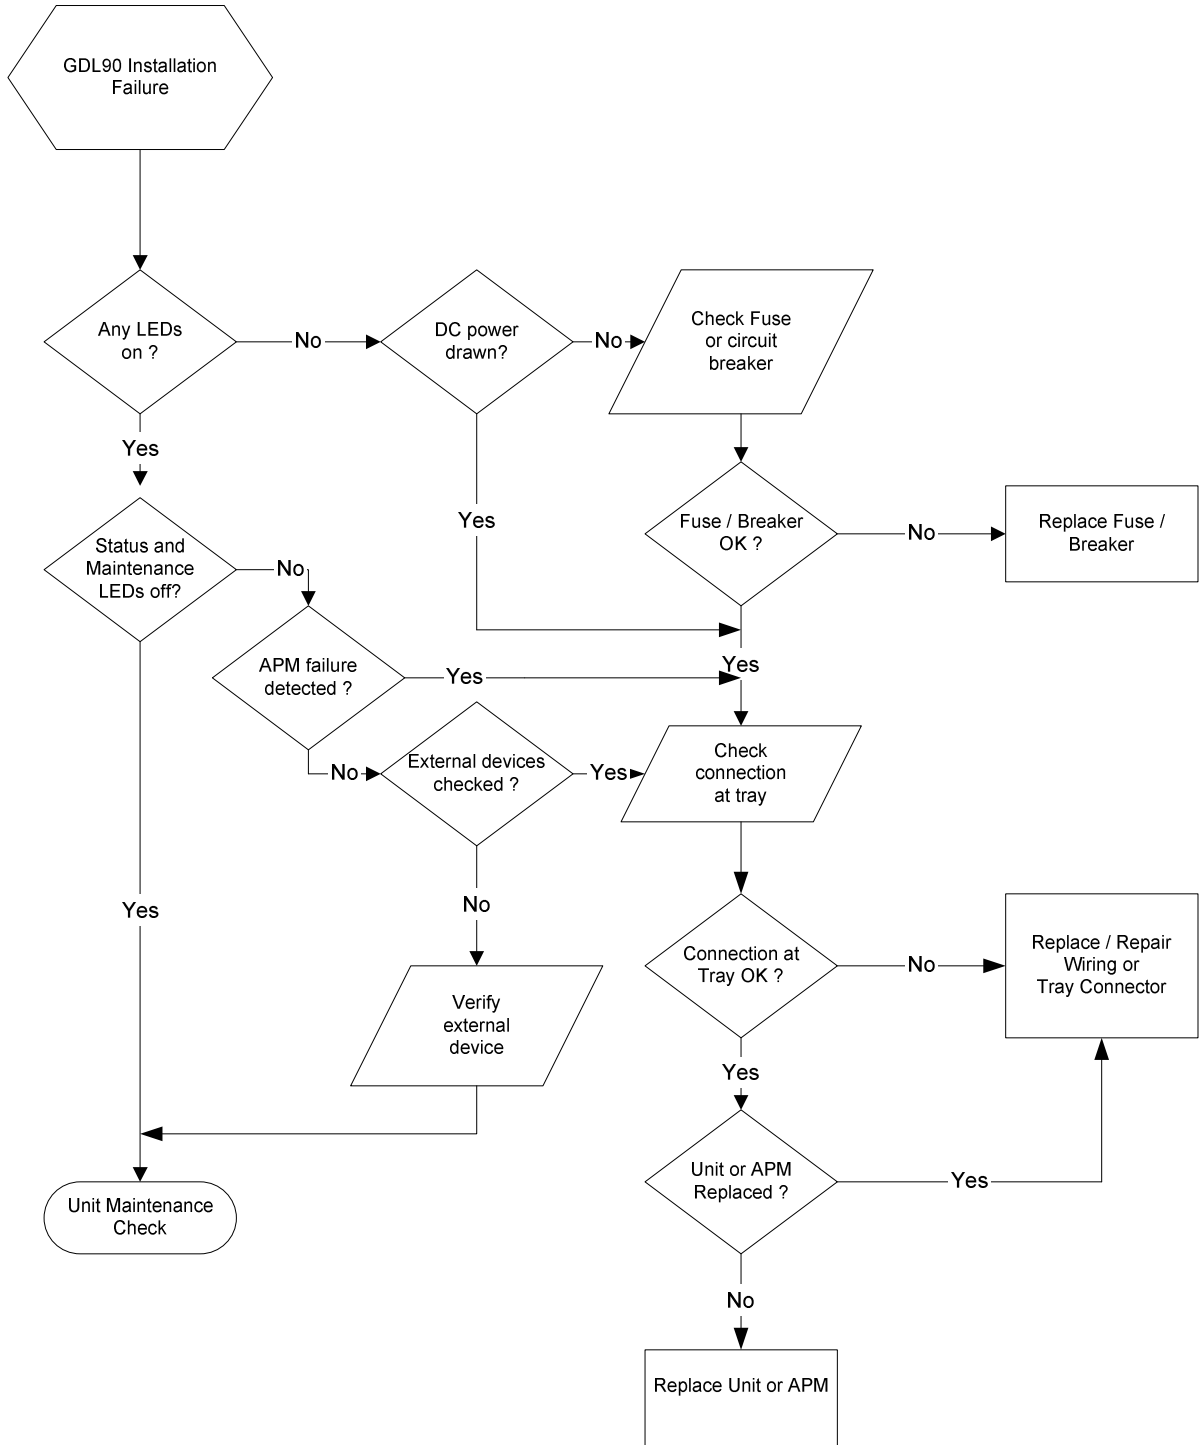 GDL90 Installation
Failure
Any LEDs
on ?
No
DC power
drawn?
No
Check Fuse
or circuit
breaker
Yes
Yes
Fuse / Breaker
OK ?
No
Replace Fuse /
Breaker
Status and
Maintenance
LEDs off?
No
Yes
APM failure
detected ?
Yes
No
External devices
checked ?
Yes
Check
connection
at tray
Yes
No
Connection at
Tray OK ?
No
Replace / Repair
Wiring or
Tray Connector
Verify
external
device
Yes
Unit or APM
Replaced ?
Yes
Unit Maintenance
Check
No
Replace Unit or APM